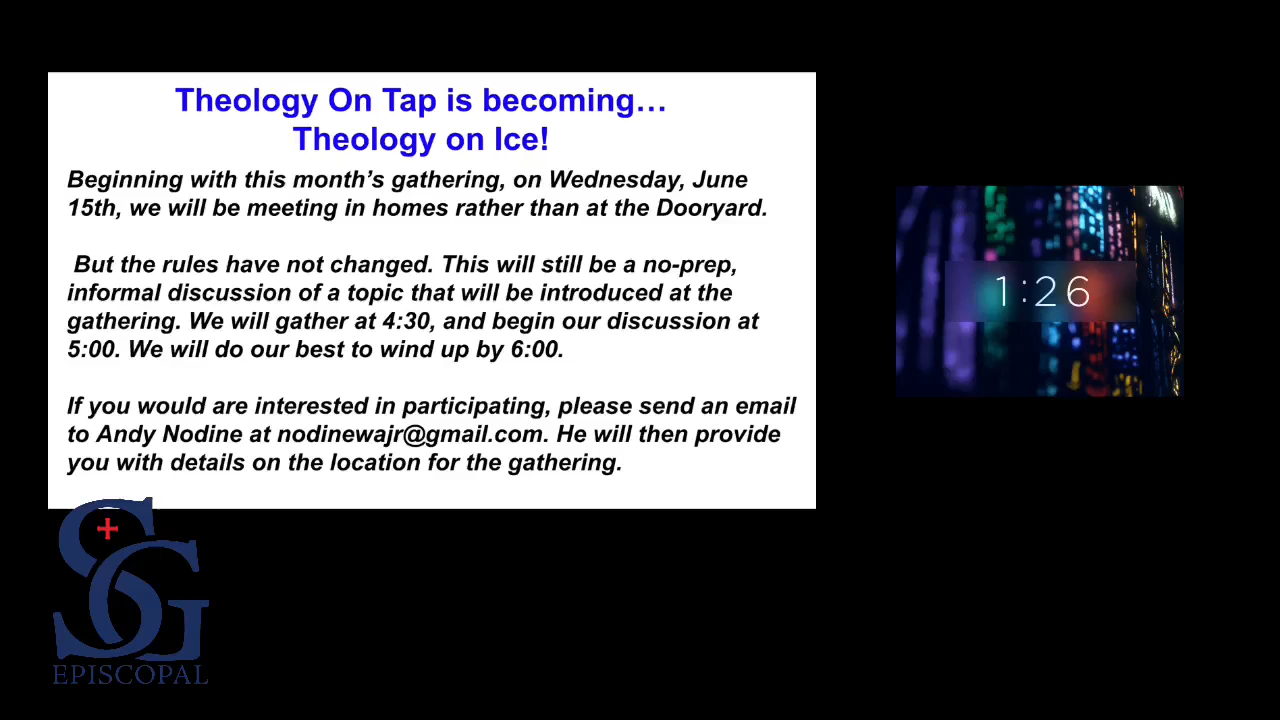 Theology On Tap is becoming…
Theology on Ice!
Beginning with this month's gathering, on Wednesday, June
15th, we will be meeting in homes rather than at the Dooryard.
But the rules have not changed. This will still be a no-prep,
informal discussion of a topic that will be introduced at the
gathering. We will gather at 4:30, and begin our discussion at
5:00. We will do our best to wind up by 6:00.
If you would are interested in participating, please send an email
to Andy Nodine at nodinewajr@gmail.com. He will then provide
you with details on the location for the gathering.
1:26
SG
EPISCOPAL